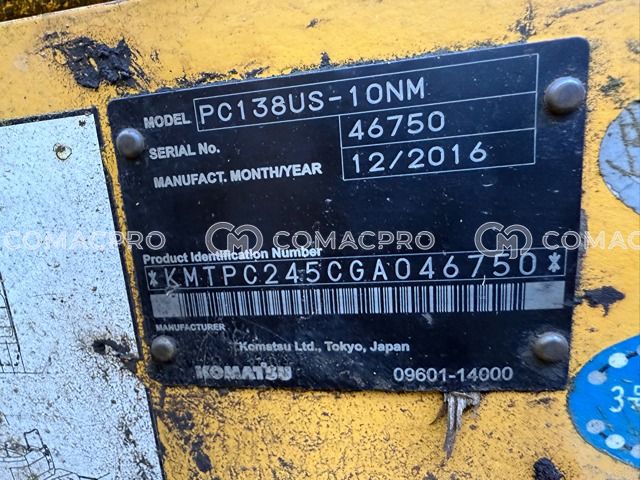 MODEL PC138US-10NM
SERIAL No. 46750
MANUFACT. MONTH/YEAR 12/2016
COMACPRO COMACPRO COMACPRO
Product Identification Number
*KMTPC245CGA046750*
MANUFACTURER
Komatsu Ltd., Tokyo, Japan
KOMATSU 09601-14000